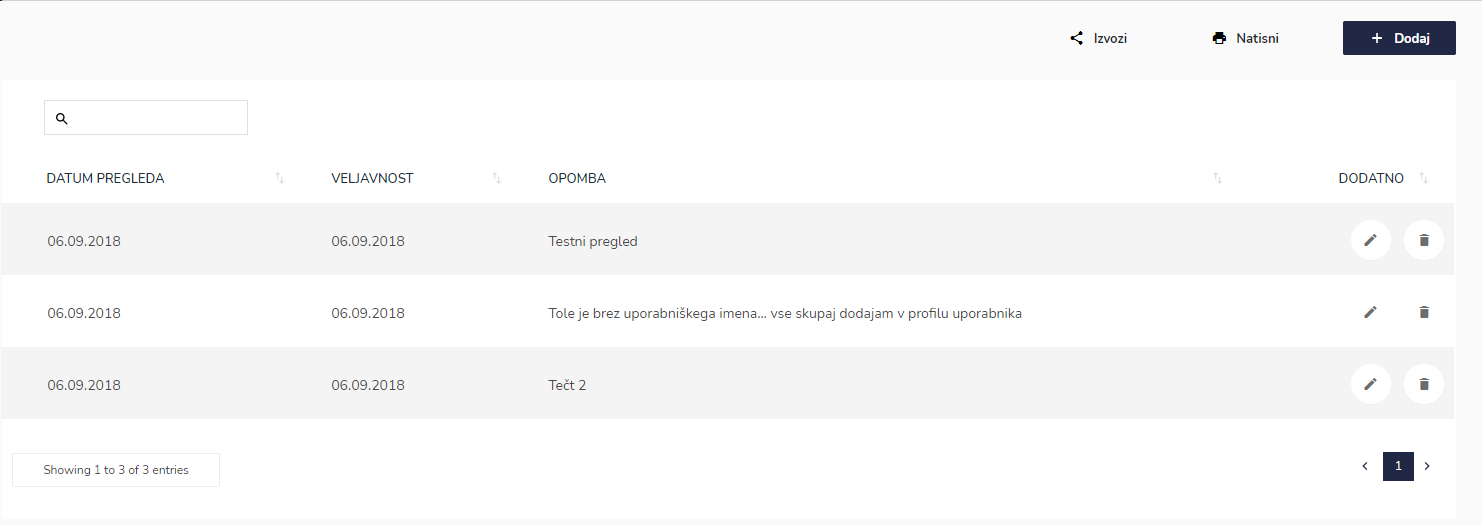 Izvozi Natisni + Dodaj
DATUM PREGLEDA VELJAVNOST OPOMBA DODATNO
06.09.2018 06.09.2018 Testni pregled
06.09.2018 06.09.2018 Tole je brez uporabniškega imena... vse skupaj dodajam v profilu uporabnika
06.09.2018 06.09.2018 Tečt 2
Showing 1 to 3 of 3 entries 1